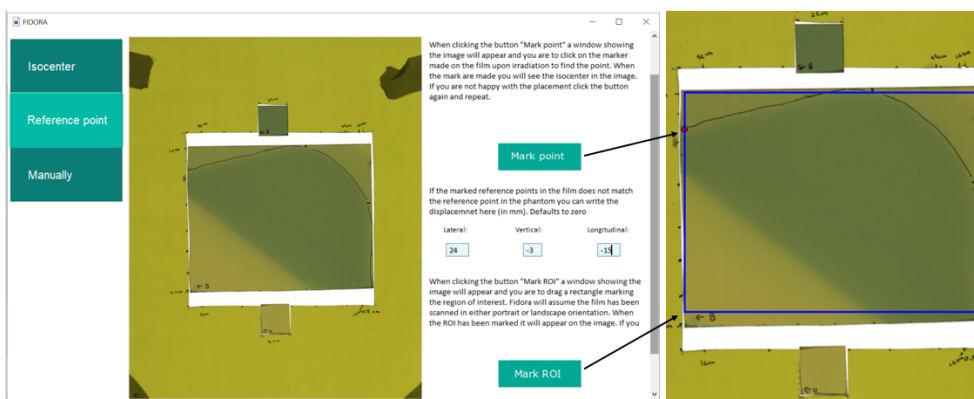 FIDORA
Isocenter
Reference point
Manually
When clicking the button "Mark point" a window showing
the image will appear and you are to click on the marker
made on the film upon irradiation to find the point. When
the mark are made you will see the isocenter in the image.
If you are not happy with the placement click the button
again and repeat.
Mark point
If the marked reference points in the film does not match
the reference point in the phantom you can write the
displacemnet here (in mm). Defaults to zero
Lateral: Vertical: Longitudinal:
24 -3 -15
When clicking the button "Mark ROI" a window showing the
image will appear and you are to drag a rectangle marking
the region of interest. Fidora will assume the film has been
scanned in either portrait or landscape orientation. When
the ROI has been marked it will appear on the image. If you
Mark ROI